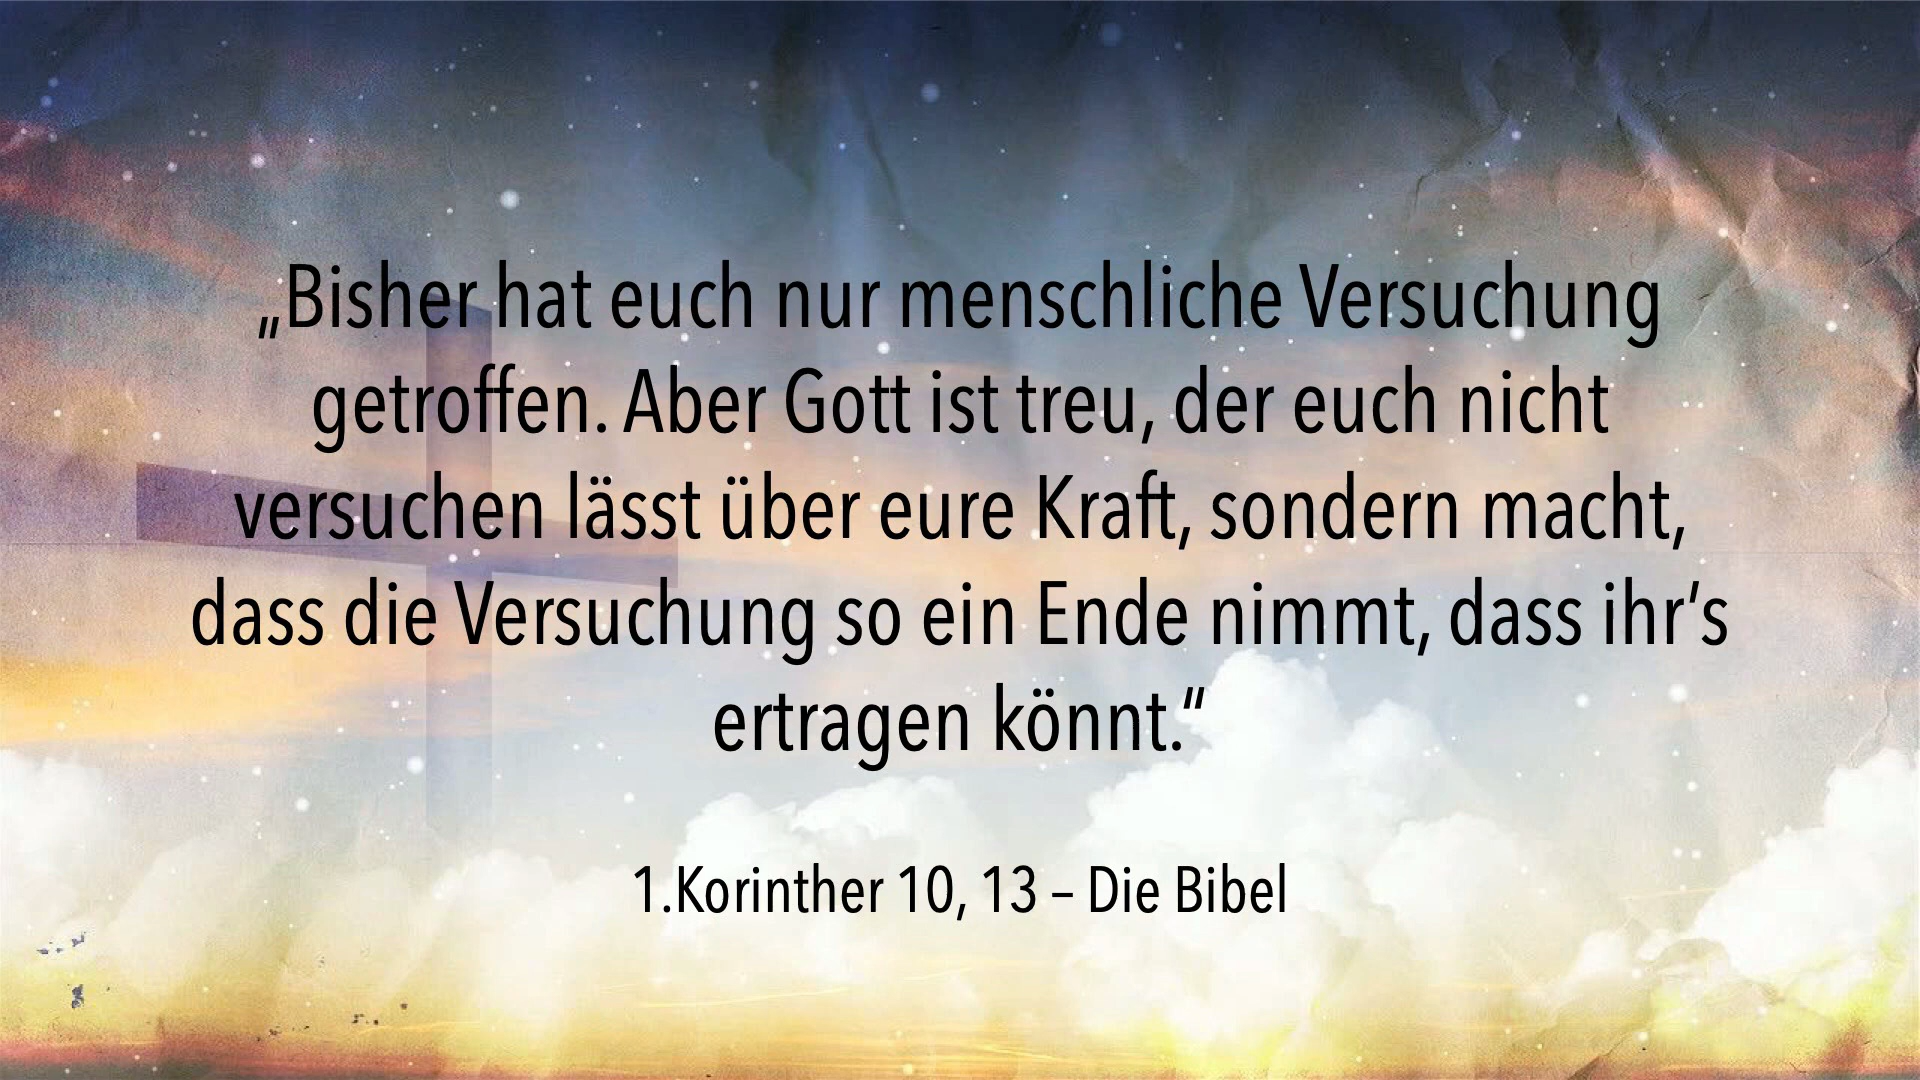 „Bisher hat euch nur menschliche Versuchung
getroffen. Aber Gott ist treu, der euch nicht
versuchen lässt über eure Kraft, sondern macht,
dass die Versuchung so ein Ende nimmt, dass ihr‘s
ertragen könnt.“
1.Korinther 10, 13 – Die Bibel